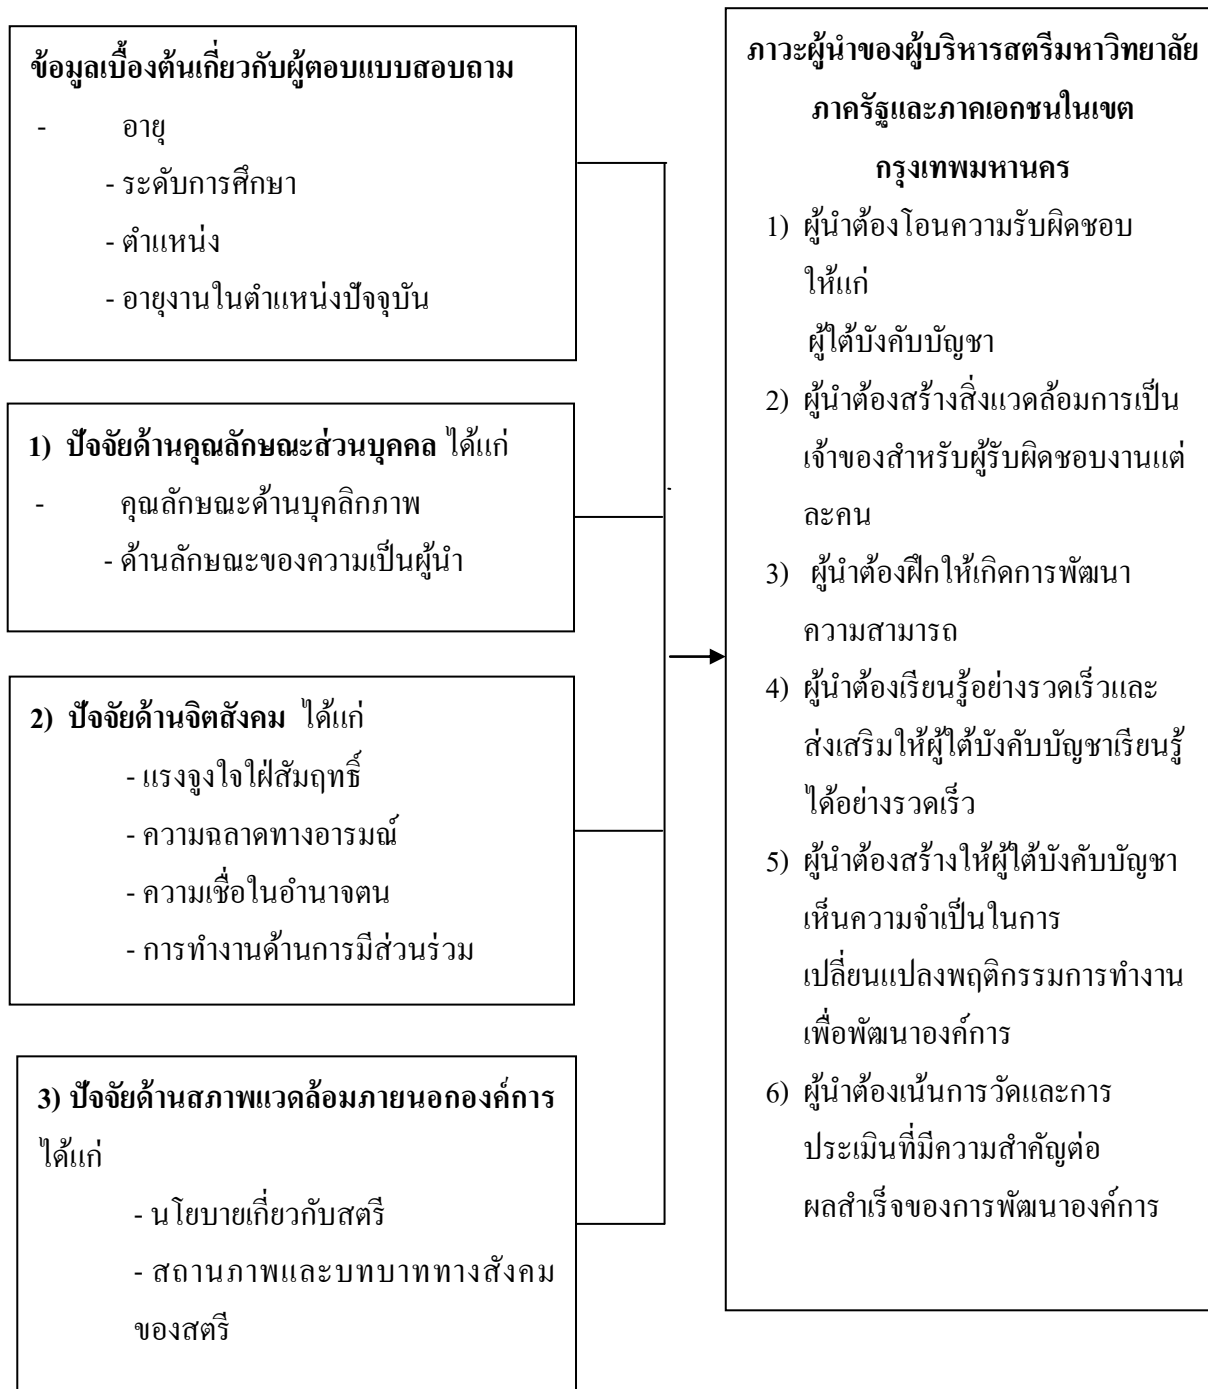 ข้อมูลเบื้องต้นเกี่ยวกับผู้ตอบแบบสอบถาม
- อายุ
- ระดับการศึกษา
- ตำแหน่ง
- อายุงานในตำแหน่งปัจจุบัน
1) ปัจจัยด้านคุณลักษณะส่วนบุคคล ได้แก่
- คุณลักษณะด้านบุคลิกภาพ
- ด้านลักษณะของความเป็นผู้นำ
2) ปัจจัยด้านจิตสังคม ได้แก่
- แรงจูงใจใฝ่สัมฤทธิ์
- ความฉลาดทางอารมณ์
- ความเชื่อในอำนาจตน
- การทำงานด้านการมีส่วนร่วม
3) ปัจจัยด้านสภาพแวดล้อมภายนอกองค์การ
ได้แก่
- นโยบายเกี่ยวกับสตรี
- สถานภาพและบทบาททางสังคม
ของสตรี
ภาวะผู้นำของผู้บริหารสตรีมหาวิทยาลัย
ภาครัฐและภาคเอกชนในเขต
กรุงเทพมหานคร
1) ผู้นำต้องโอนความรับผิดชอบ
ให้แก่
ผู้ใต้บังคับบัญชา
2) ผู้นำต้องสร้างสิ่งแวดล้อมการเป็น
เจ้าของสำหรับผู้รับผิดชอบงานแต่
ละคน
3) ผู้นำต้องฝึกให้เกิดการพัฒนา
ความสามารถ
4) ผู้นำต้องเรียนรู้อย่างรวดเร็วและ
ส่งเสริมให้ผู้ใต้บังคับบัญชาเรียนรู้
ได้อย่างรวดเร็ว
5) ผู้นำต้องสร้างให้ผู้ใต้บังคับบัญชา
เห็นความจำเป็นในการ
เปลี่ยนแปลงพฤติกรรมการทำงาน
เพื่อพัฒนาองค์การ
6) ผู้นำต้องเน้นการวัดและการ
ประเมินที่มีความสำคัญต่อ
ผลสำเร็จของการพัฒนาองค์การ